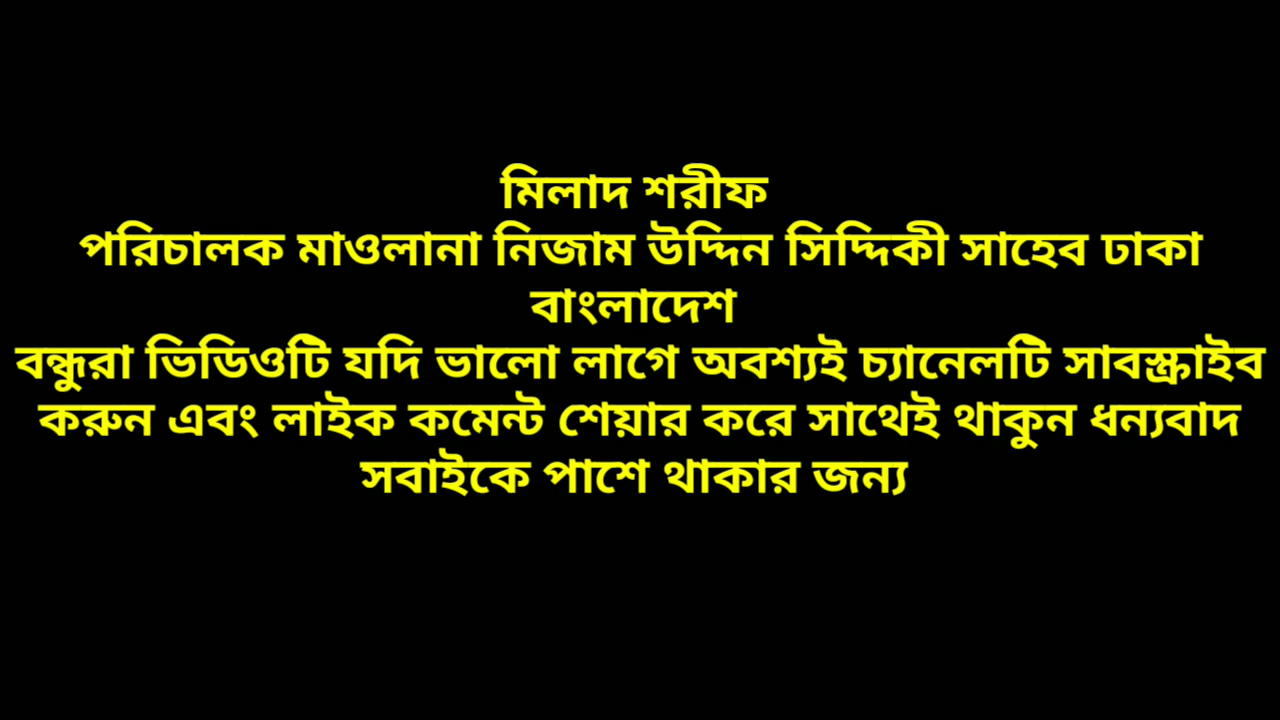 মিলাদ শরীফ
পরিচালক মাওলানা নিজাম উদ্দিন সিদ্দিকী সাহেব ঢাকা
বাংলাদেশ
বন্ধুরা ভিডিওটি যদি ভালো লাগে অবশ্যই চ্যানেলটি সাবস্ক্রাইব
করুন এবং লাইক কমেন্ট শেয়ার করে সাথেই থাকুন ধন্যবাদ
সবাইকে পাশে থাকার জন্য